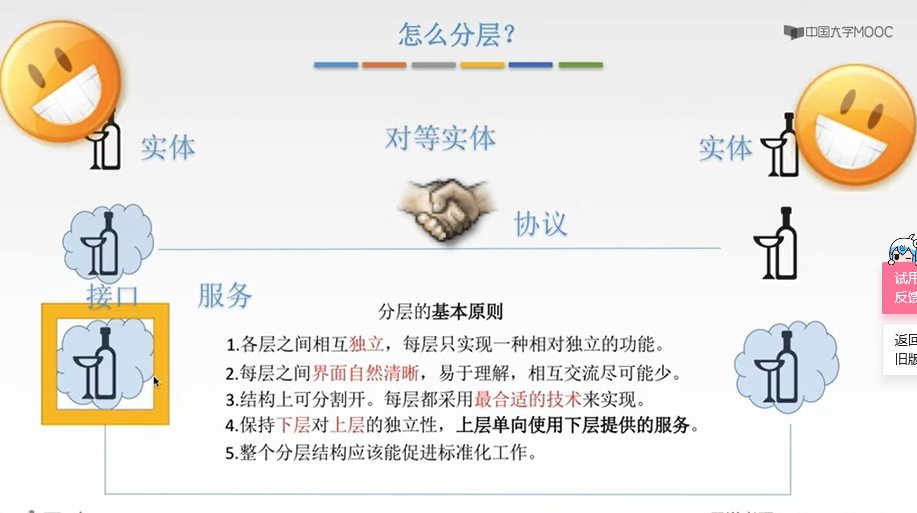 怎么分层？
中国大学MOOC
实体
对等实体
实体
协议
接口
服务
分层的基本原则
1.各层之间相互独立，每层只实现一种相对独立的功能。
2.每层之间界面自然清晰，易于理解，相互交流尽可能少。
3.结构上可分割开。每层都采用最合适的技术来实现。
4.保持下层对上层的独立性，上层单向使用下层提供的服务。
5.整个分层结构应该能促进标准化工作。
试用
反馈
返回
旧版